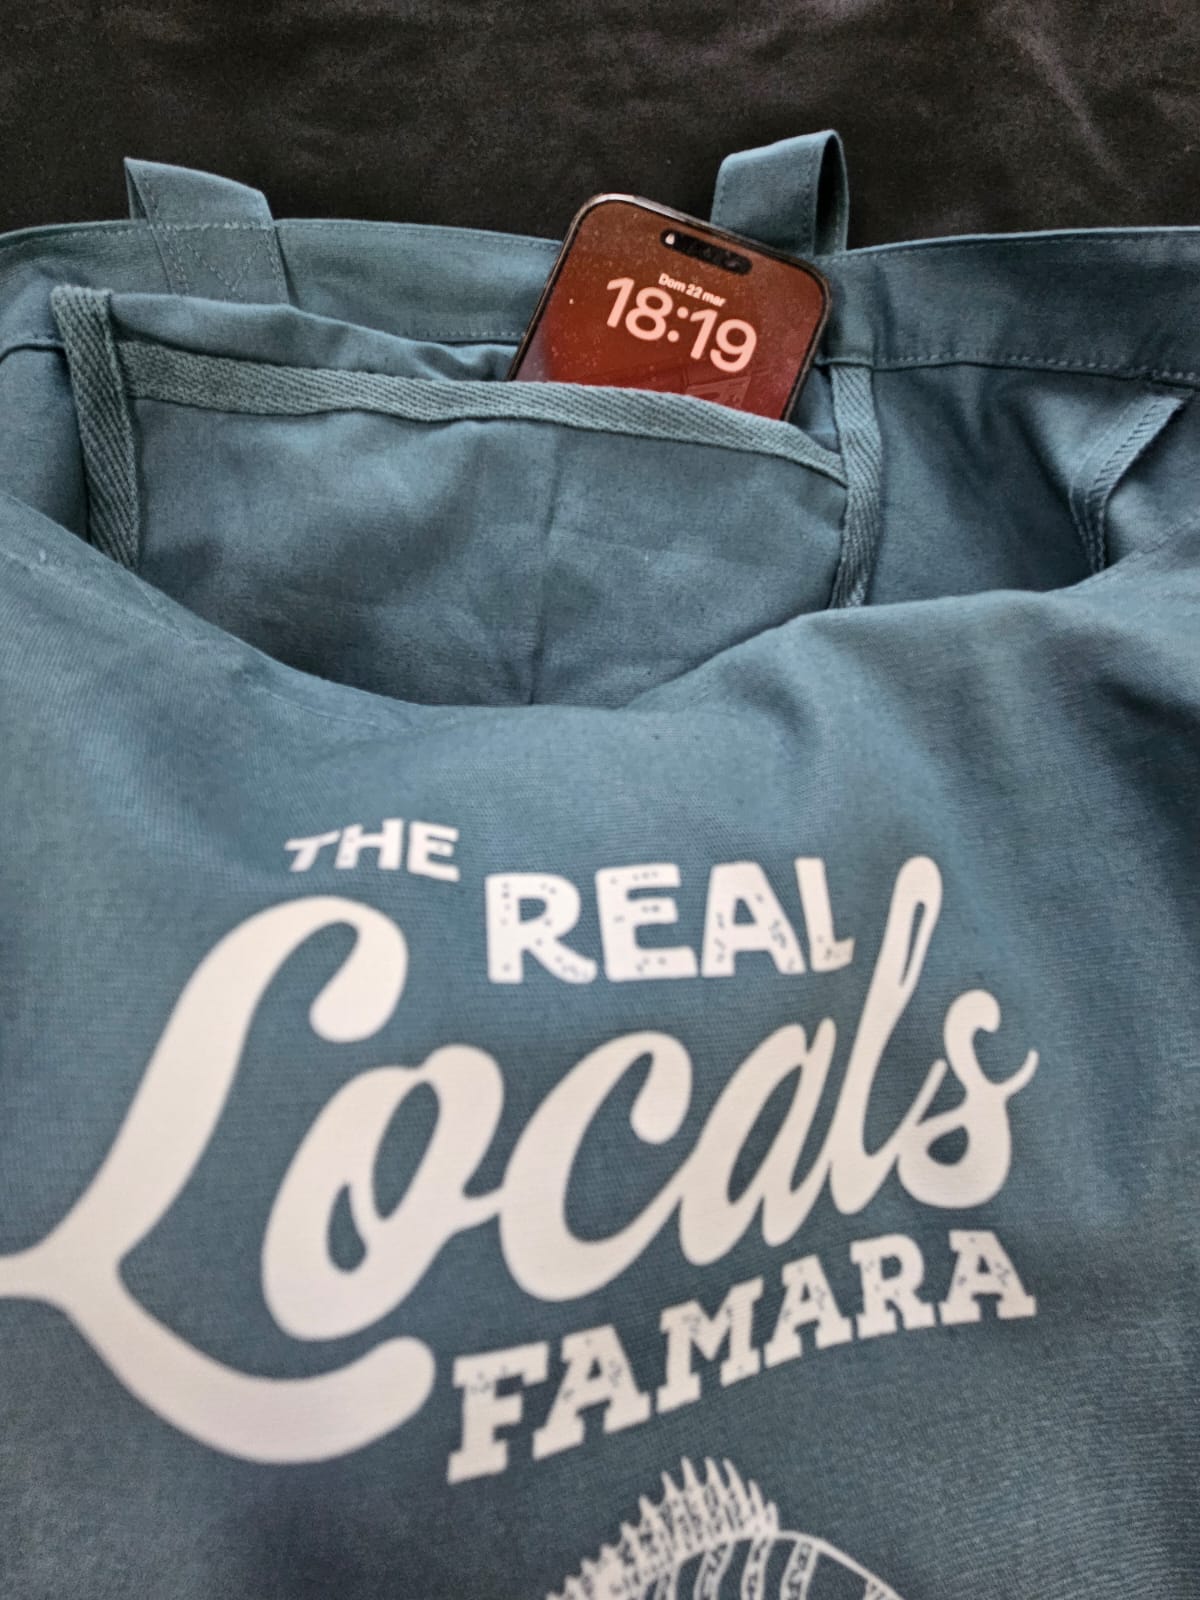 Dom 22 mar
18:19
THE REAL
Locals
FAMARA